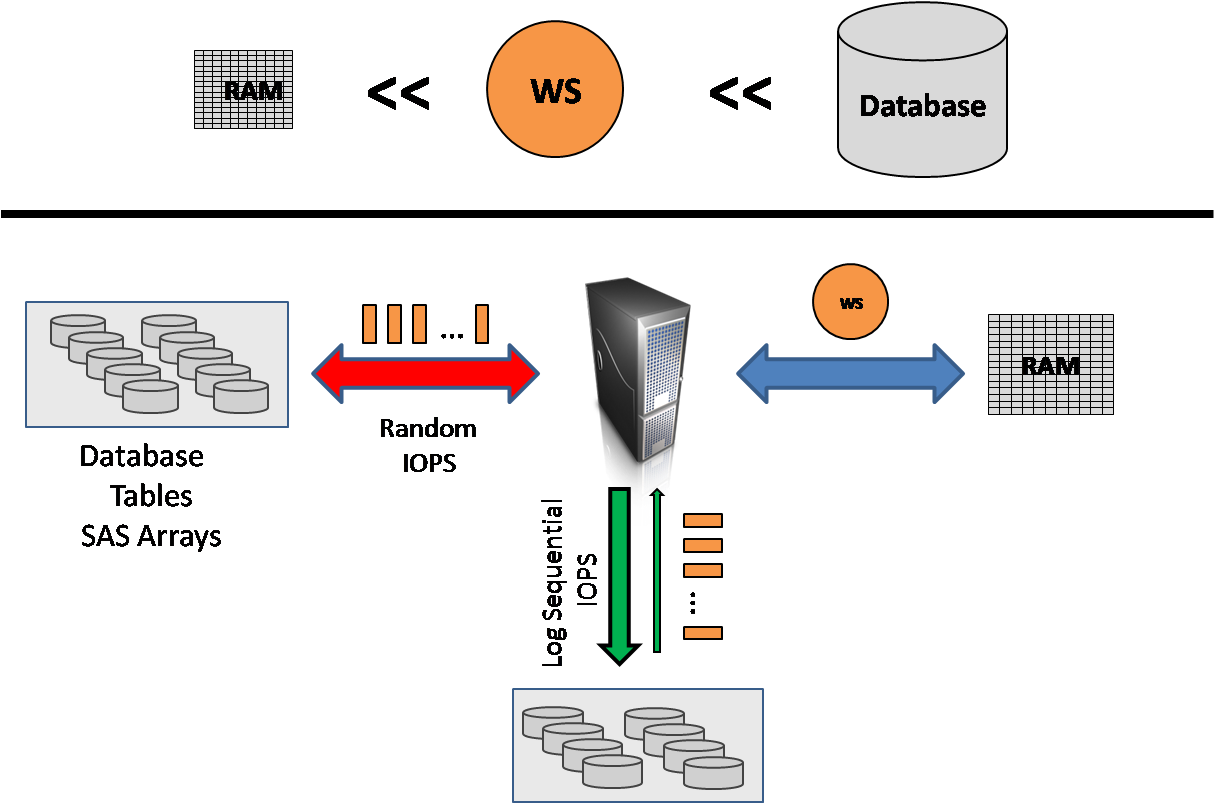 RAM << WS << Database
WS
RAM
...
Random
IOPS
Database
Tables
SAS Arrays
Log Sequential
IOPS
...